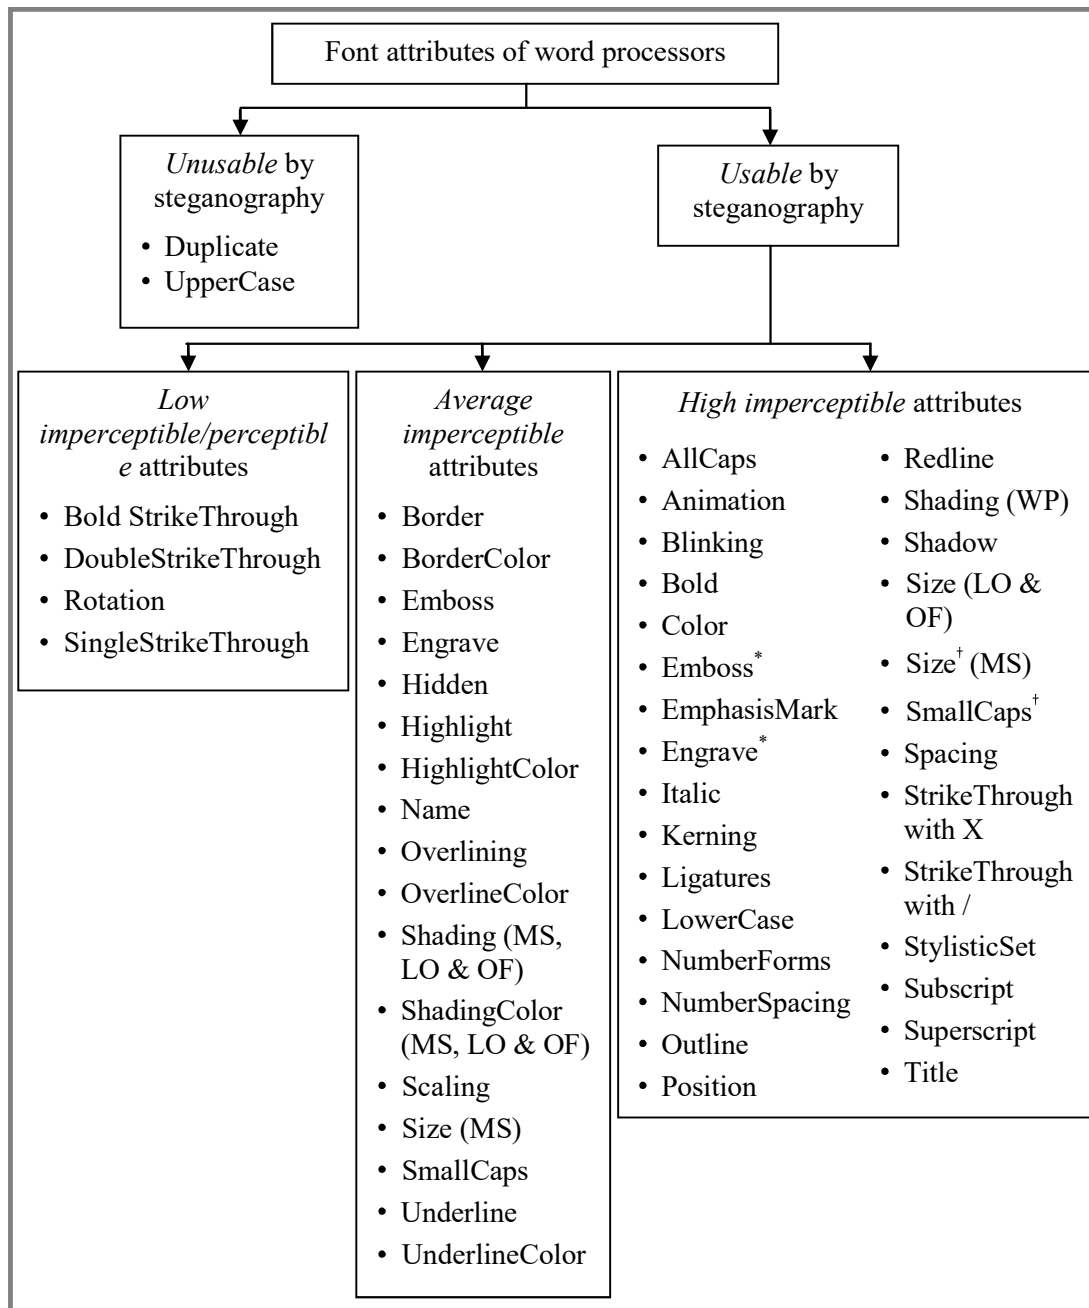 Font attributes of word processors
Unusable by
steganography
• Duplicate
• UpperCase
Usable by
steganography
Low
imperceptible/perceptibl
e attributes
• Bold StrikeThrough
• DoubleStrikeThrough
• Rotation
• SingleStrikeThrough
Average
imperceptible
attributes
• Border
• BorderColor
• Emboss
• Engrave
• Hidden
• Highlight
• HighlightColor
• Name
• Overlining
• OverlineColor
• Shading (MS,
LO & OF)
• ShadingColor
(MS, LO & OF)
• Scaling
• Size (MS)
• SmallCaps
• Underline
• UnderlineColor
High imperceptible attributes
• AllCaps
• Animation
• Blinking
• Bold
• Color
• Emboss*
• EmphasisMark
• Engrave*
• Italic
• Kerning
• Ligatures
• LowerCase
• NumberForms
• NumberSpacing
• Outline
• Position
• Redline
• Shading (WP)
• Shadow
• Size (LO &
OF)
• Size† (MS)
• SmallCaps†
• Spacing
• StrikeThrough
with X
• StrikeThrough
with /
• StylisticSet
• Subscript
• Superscript
• Title